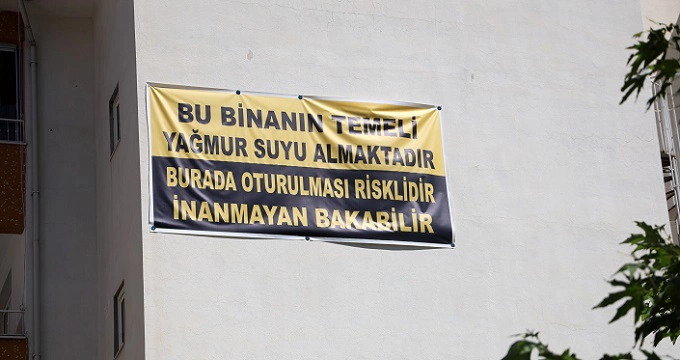 BU BİNANIN TEMELİ
YAĞMUR SUYU ALMAKTADIR
BURADA OTURULMASI RİSKLİDİR
İNANMAYAN BAKABİLİR